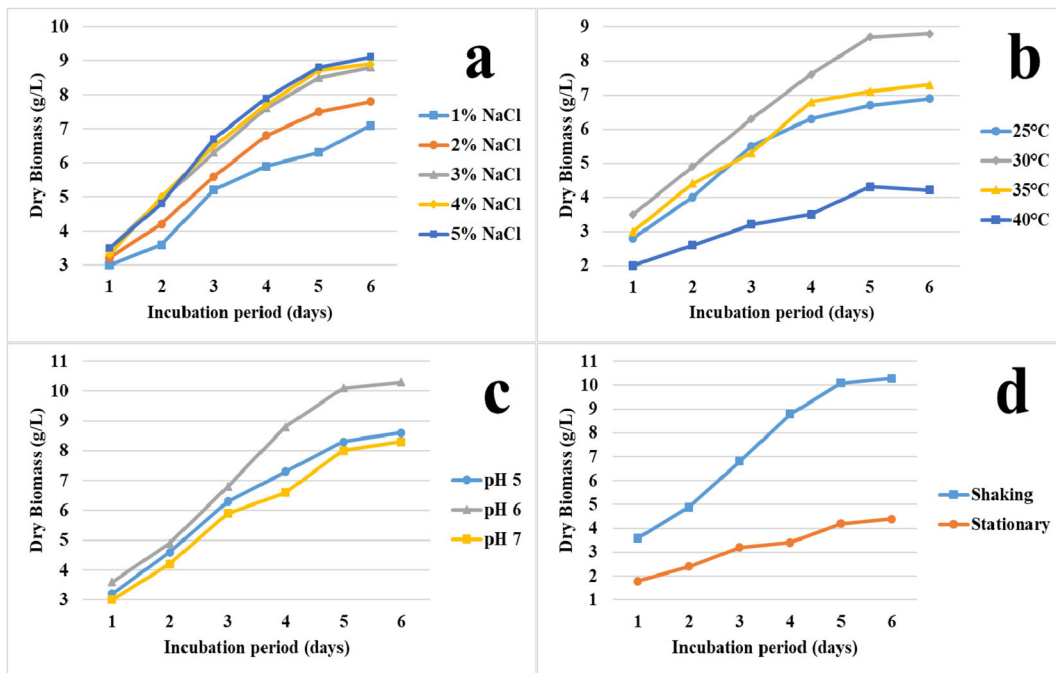 a
10
9
8
7
6
5
4
3
Dry Biomass (g/L)
1 2 3 4 5 6
Incubation period (days)
1% NaCl
2% NaCl
3% NaCl
4% NaCl
5% NaCl
b
9
8
7
6
5
4
3
2
Dry Biomass (g/L)
1 2 3 4 5 6
Incubation period (days)
25°C
30°C
35°C
40°C
c
11
10
9
8
7
6
5
4
3
Dry Biomass (g/L)
1 2 3 4 5 6
Incubation period (days)
pH 5
pH 6
pH 7
d
11
10
9
8
7
6
5
4
3
2
1
Dry Biomass (g/L)
1 2 3 4 5 6
Incubation period (days)
Shaking
Stationary